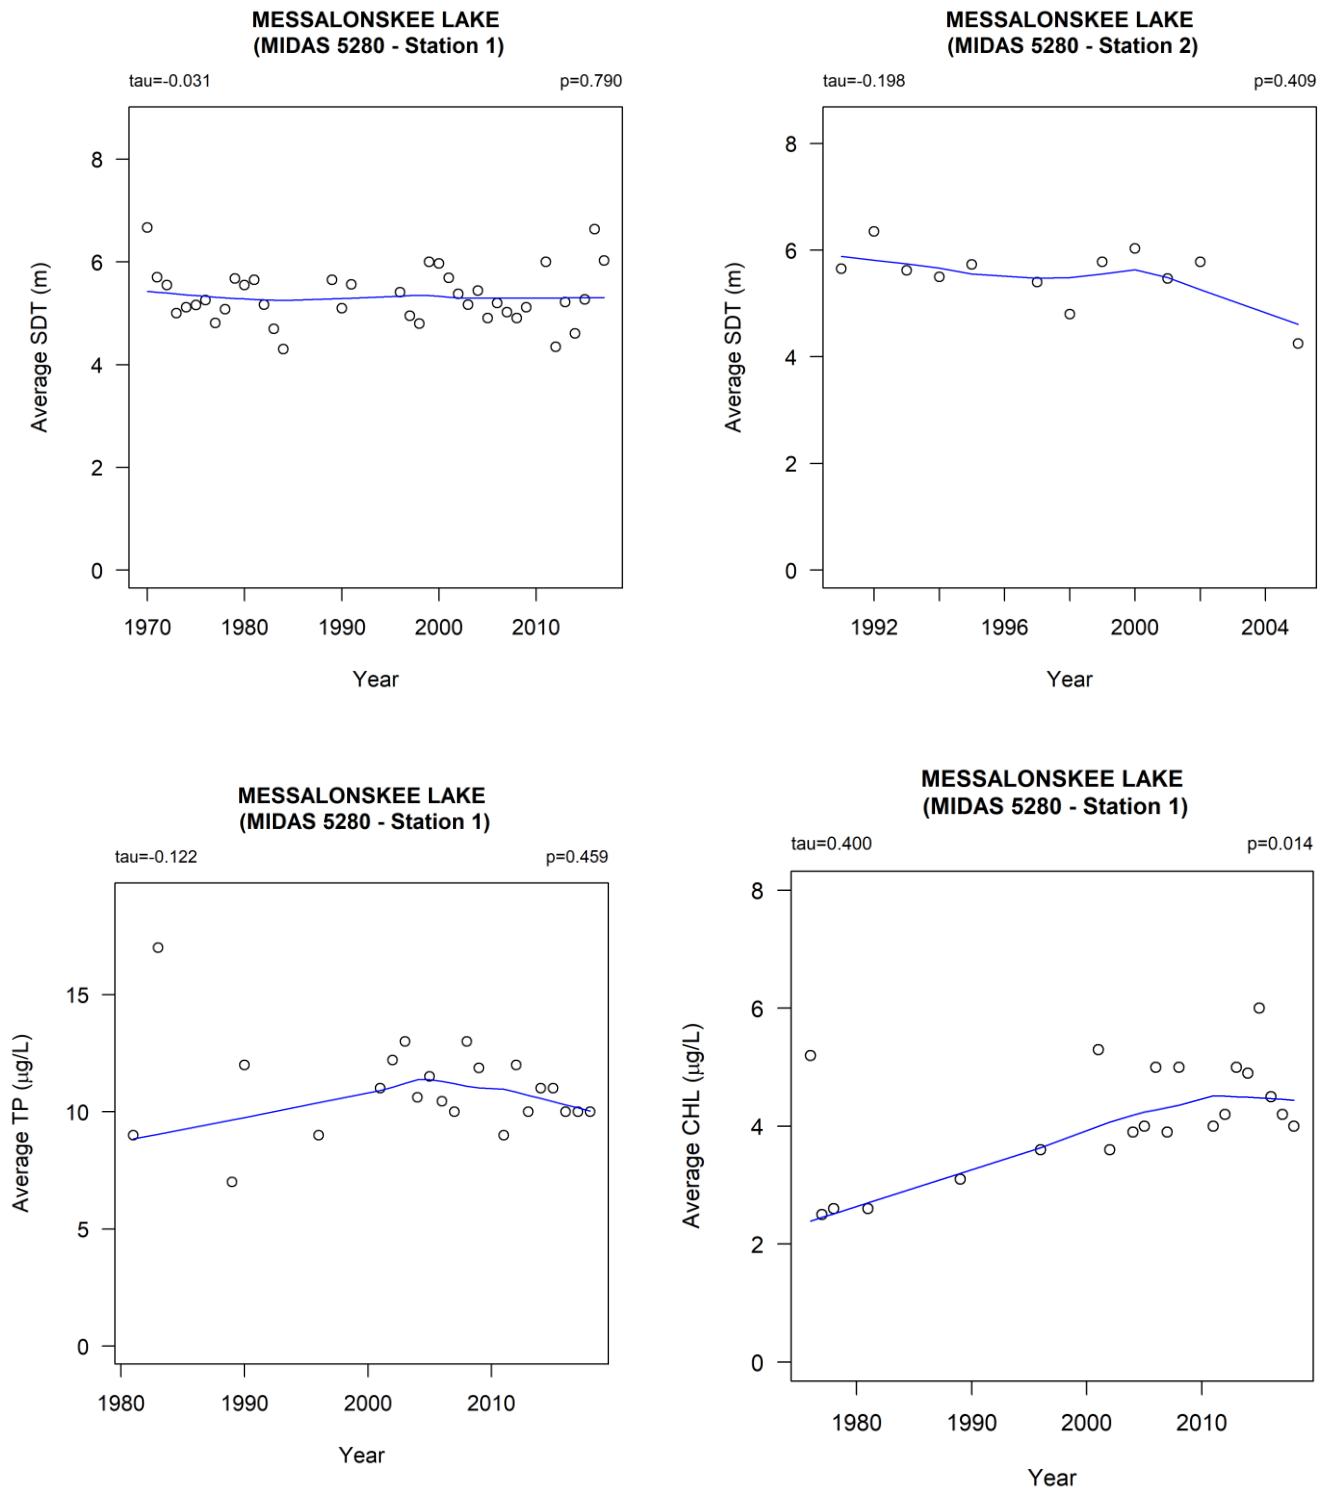 MESSALONSKEE LAKE
(MIDAS 5280 - Station 1)
tau=-0.031 p=0.790
8
6
4
2
0
Average SDT (m)
1970 1980 1990 2000 2010
Year
MESSALONSKEE LAKE
(MIDAS 5280 - Station 2)
tau=-0.198 p=0.409
8
6
4
2
0
Average SDT (m)
1992 1996 2000 2004
Year
MESSALONSKEE LAKE
(MIDAS 5280 - Station 1)
tau=-0.122 p=0.459
15
10
5
0
Average TP (μg/L)
1980 1990 2000 2010
Year
MESSALONSKEE LAKE
(MIDAS 5280 - Station 1)
tau=0.400 p=0.014
8
6
4
2
0
Average CHL (μg/L)
1980 1990 2000 2010
Year